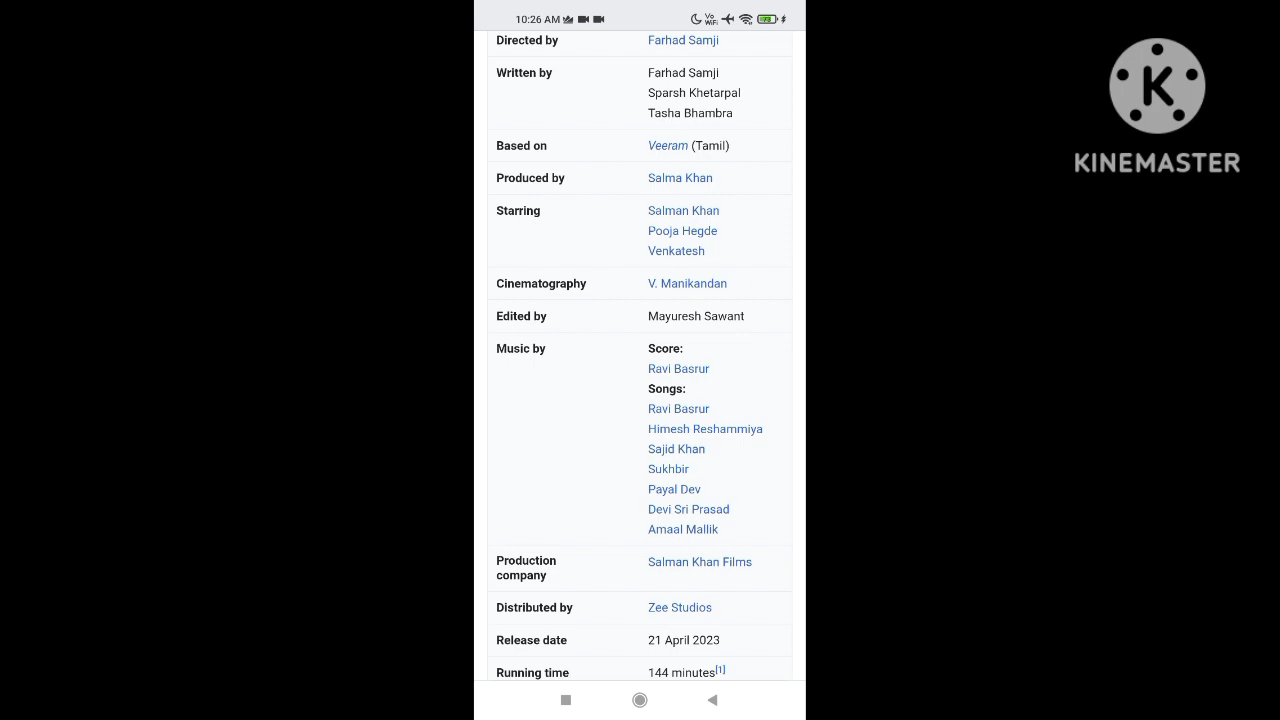 10:26 AM
Vo
WiFi
73
Directed by
Farhad Samji
Written by
Farhad Samji
Sparsh Khetarpal
Tasha Bhambra
Based on
Veeram (Tamil)
Produced by
Salma Khan
Starring
Salman Khan
Pooja Hegde
Venkatesh
Cinematography
V. Manikandan
Edited by
Mayuresh Sawant
Music by
Score:
Ravi Basrur
Songs:
Ravi Basrur
Himesh Reshammiya
Sajid Khan
Sukhbir
Payal Dev
Devi Sri Prasad
Amaal Mallik
Production
company
Salman Khan Films
Distributed by
Zee Studios
Release date
21 April 2023
Running time
144 minutes[1]
K
KINEMASTER